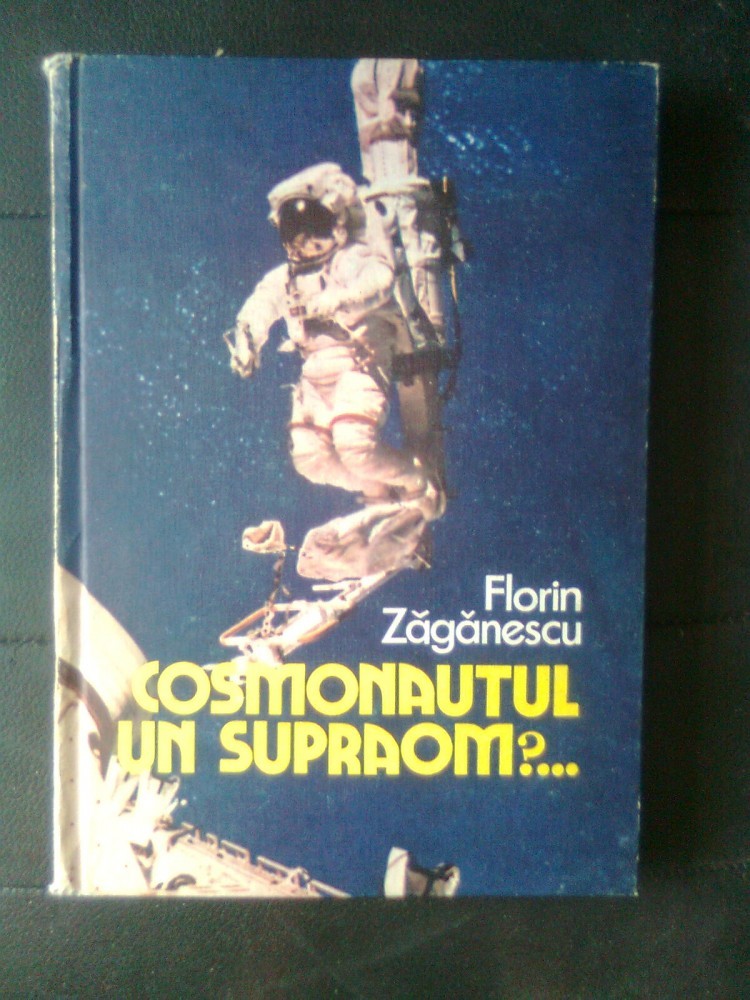 Florin
Zăgănescu
COSMONAUTUL
UN SUPRAOM?...